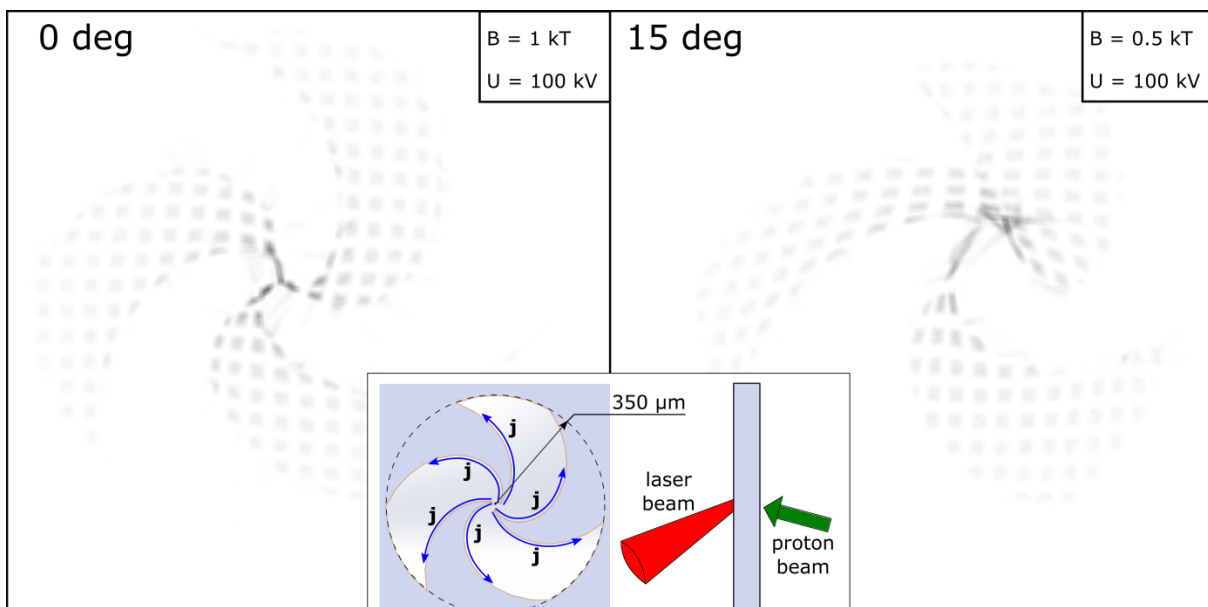 0 deg
B = 1 kT
U = 100 kV
15 deg
B = 0.5 kT
U = 100 kV
350 μm
j
j
j
j
j
j
laser
beam
proton
beam